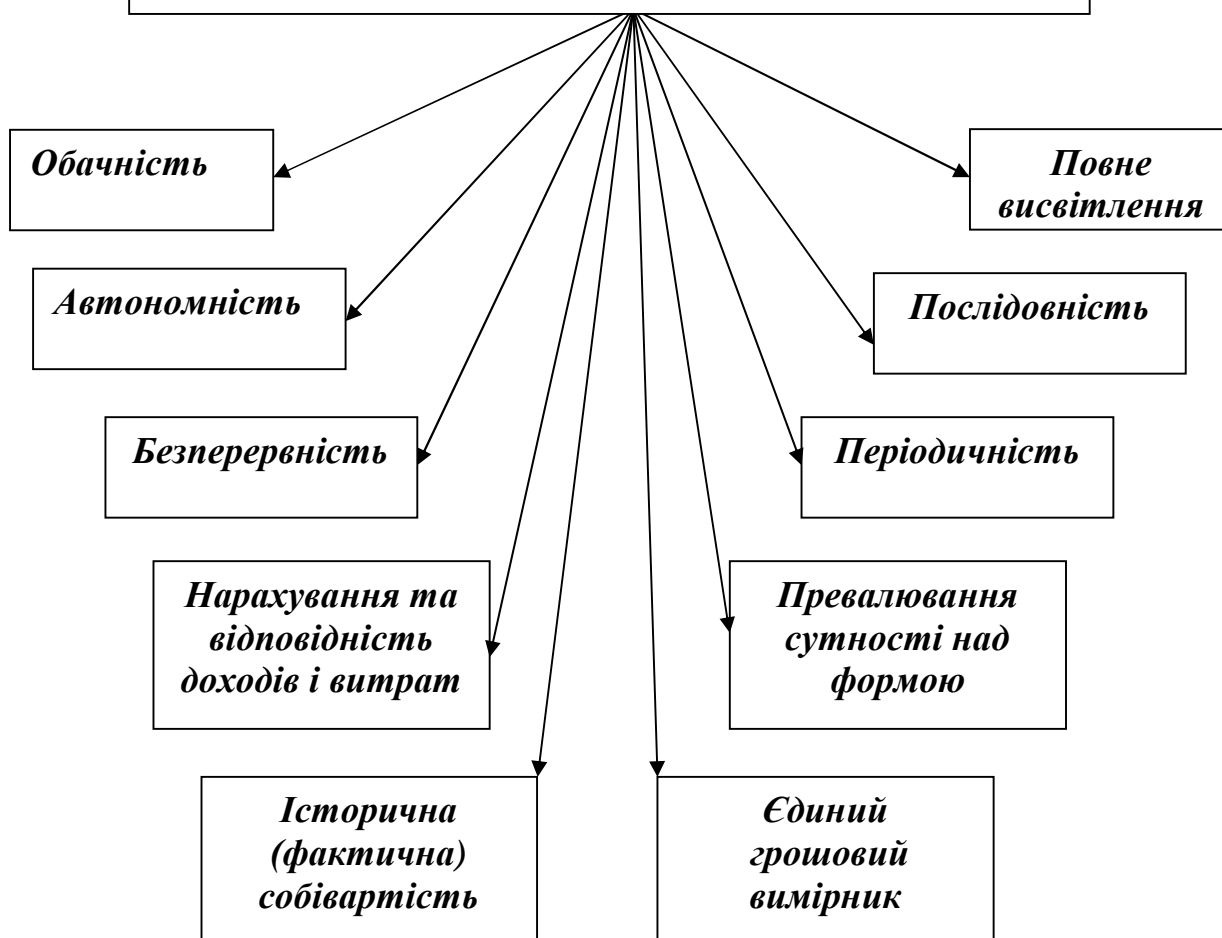 Обачність
Повне
висвітлення
Автономність
Послідовність
Безперервність
Періодичність
Нарахування та
відповідність
доходів і витрат
Превалювання
сутності над
формою
Історична
(фактична)
собівартість
Єдиний
грошовий
вимірник